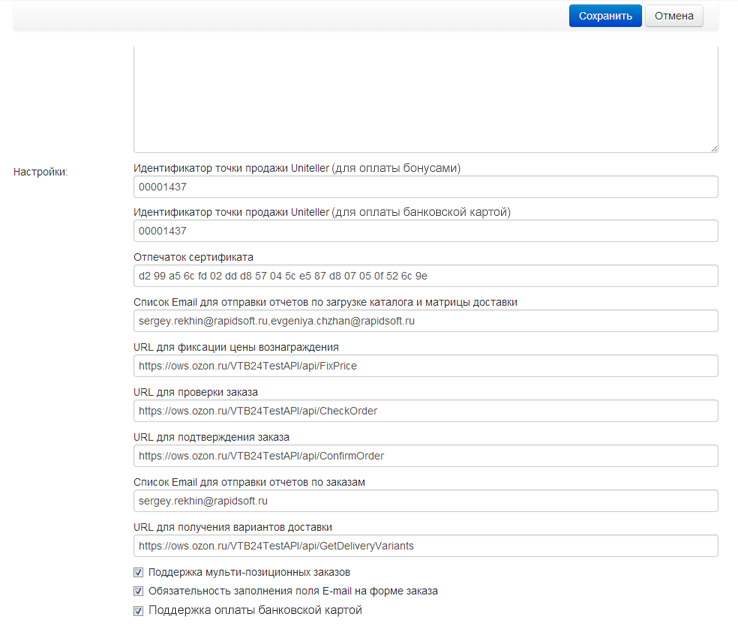 Сохранить Отмена
Настройки:
Идентификатор точки продажи Uniteller (для оплаты бонусами)
00001437
Идентификатор точки продажи Uniteller (для оплаты банковской картой)
00001437
Отпечаток сертификата
d2 99 a5 6c fd 02 dd d8 57 04 5c e5 87 d8 07 05 0f 52 6c 9e
Список Email для отправки отчетов по загрузке каталога и матрицы доставки
sergey.rekhin@rapidsoft.ru,evgeniya.chzhan@rapidsoft.ru
URL для фиксации цены вознаграждения
https://ows.ozon.ru/VTB24TestAPI/api/FixPrice
URL для проверки заказа
https://ows.ozon.ru/VTB24TestAPI/api/CheckOrder
URL для подтверждения заказа
https://ows.ozon.ru/VTB24TestAPI/api/ConfirmOrder
Список Email для отправки отчетов по заказам
sergey.rekhin@rapidsoft.ru
URL для получения вариантов доставки
https://ows.ozon.ru/VTB24TestAPI/api/GetDeliveryVariants
Поддержка мульти-позиционных заказов
Обязательность заполнения поля E-mail на форме заказа
Поддержка оплаты банковской картой